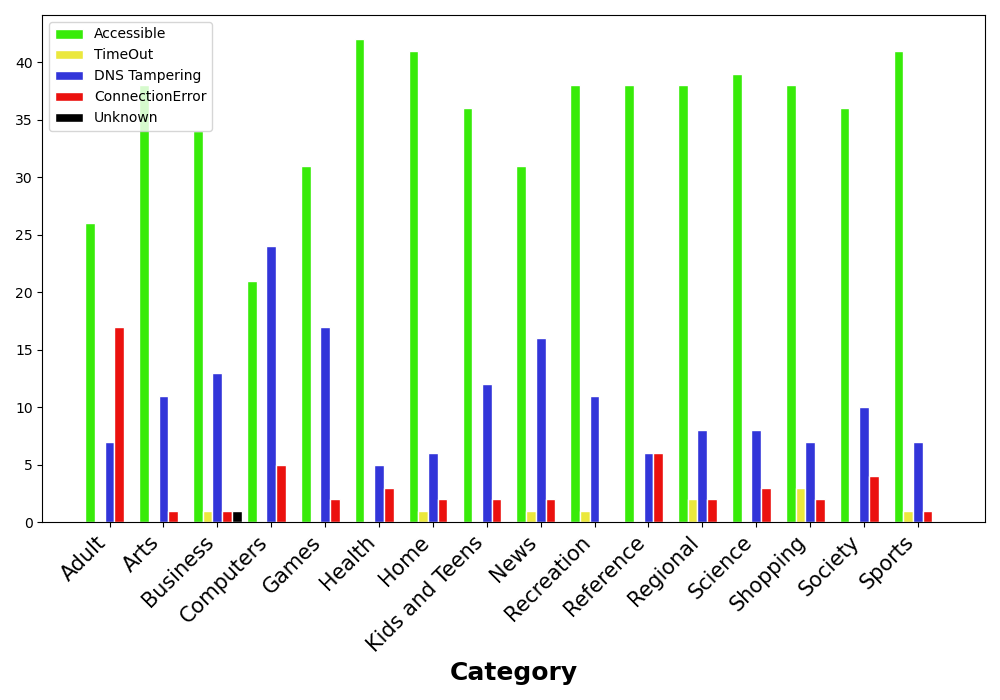 Accessible
TimeOut
DNS Tampering
ConnectionError
Unknown
40
35
30
25
20
15
10
5
0
Adult
Arts
Business
Computers
Games
Health
Home
Kids and Teens
News
Recreation
Reference
Regional
Science
Shopping
Society
Sports
Category